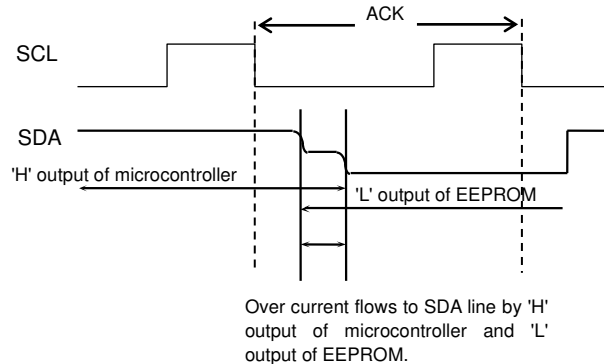 ACK
SCL
SDA
'H' output of microcontroller
'L' output of EEPROM
Over current flows to SDA line by 'H'
output of microcontroller and 'L'
output of EEPROM.